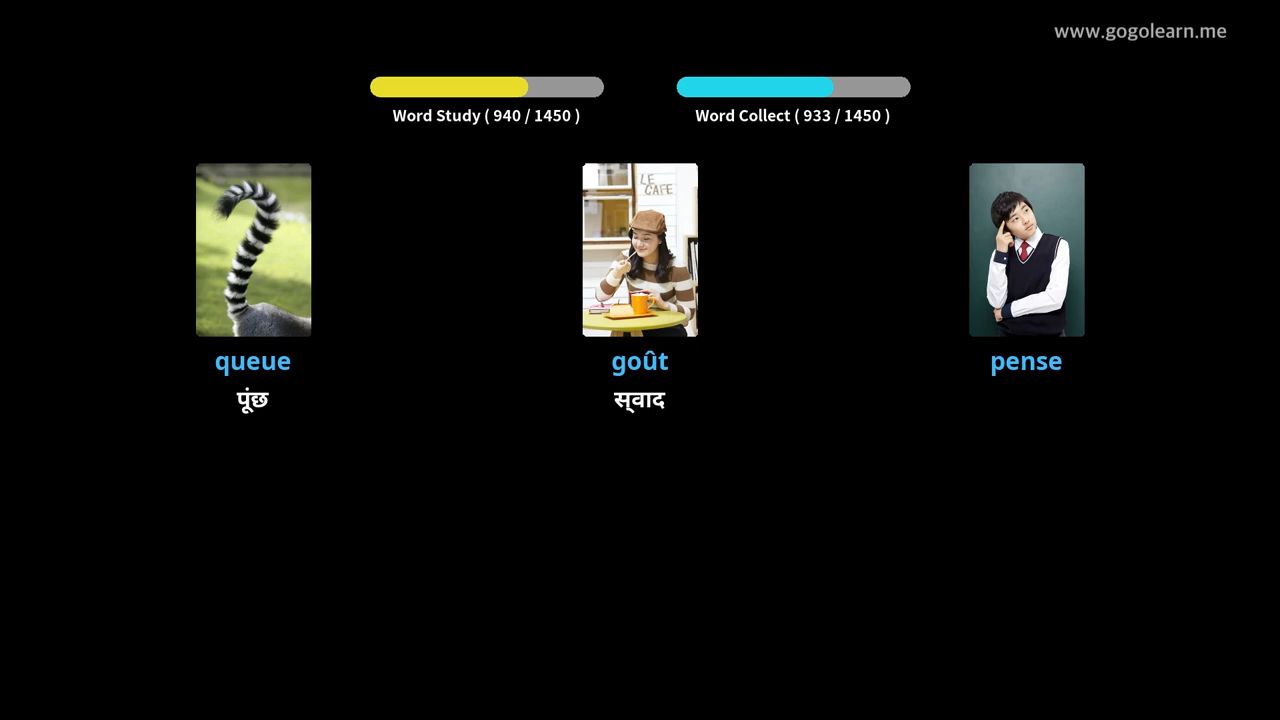 www.gogolearn.me
Word Study ( 940 / 1450 )
Word Collect ( 933 / 1450 )
LE
CAFE
queue
goût
pense
पूंछ
स्वाद